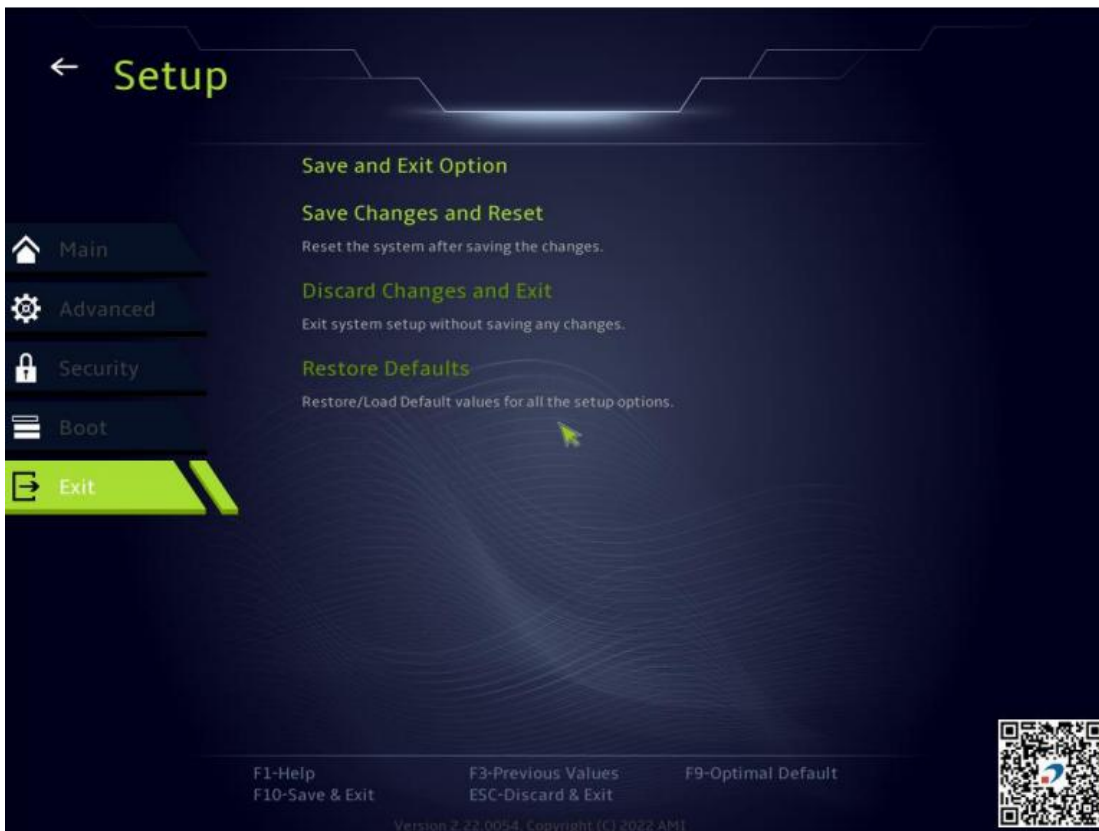 Setup
Save and Exit Option
Save Changes and Reset
Reset the system after saving the changes.
Discard Changes and Exit
Exit system setup without saving any changes.
Restore Defaults
Restore/Load Default values for all the setup options.
Main
Advanced
Security
Boot
Exit
F1-Help F3-Previous Values F9-Optimal Default
F10-Save & Exit ESC-Discard & Exit
Version 2.22.0054. Copyright (C) 2022 AMI